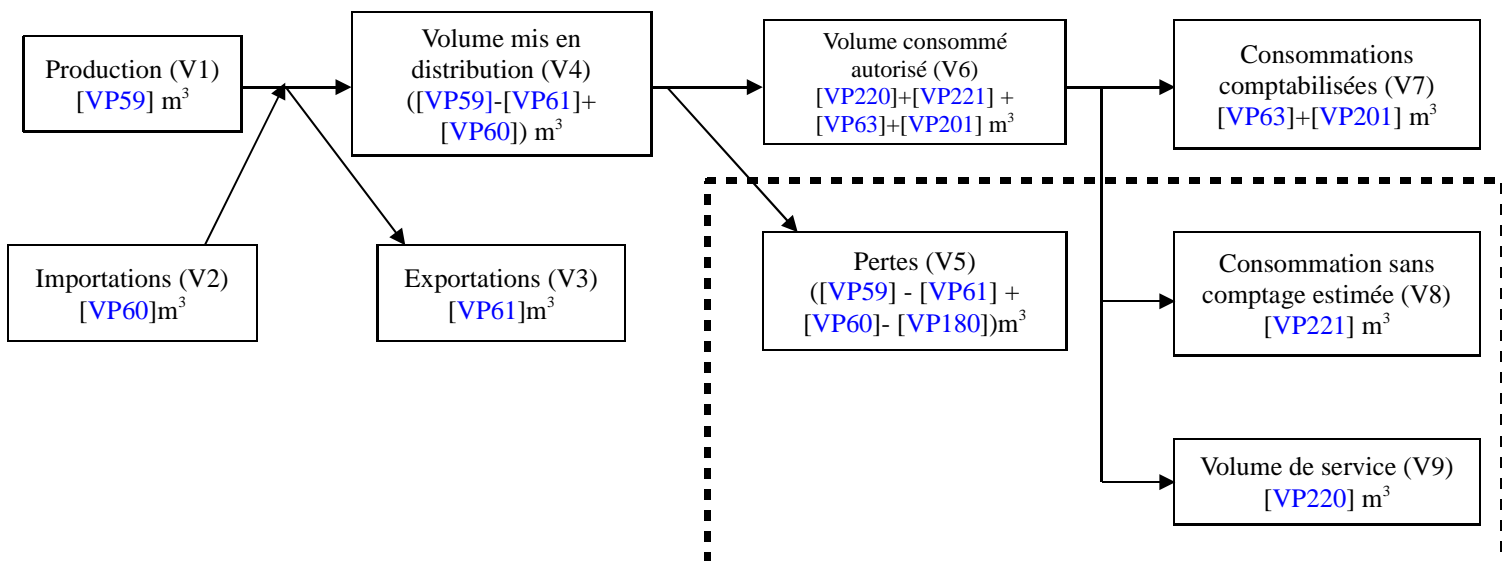 Production (V1)
[VP59] m³
Volume mis en
distribution (V4)
([VP59]-[VP61]+
[VP60]) m³
Volume consommé
autorisé (V6)
[VP220]+[VP221] +
[VP63]+[VP201] m³
Consommations
comptabilisées (V7)
[VP63]+[VP201] m³
Importations (V2)
[VP60]m³
Exportations (V3)
[VP61]m³
Pertes (V5)
([VP59] - [VP61] +
[VP60]- [VP180])m³
Consommation sans
comptage estimée (V8)
[VP221] m³
Volume de service (V9)
[VP220] m³